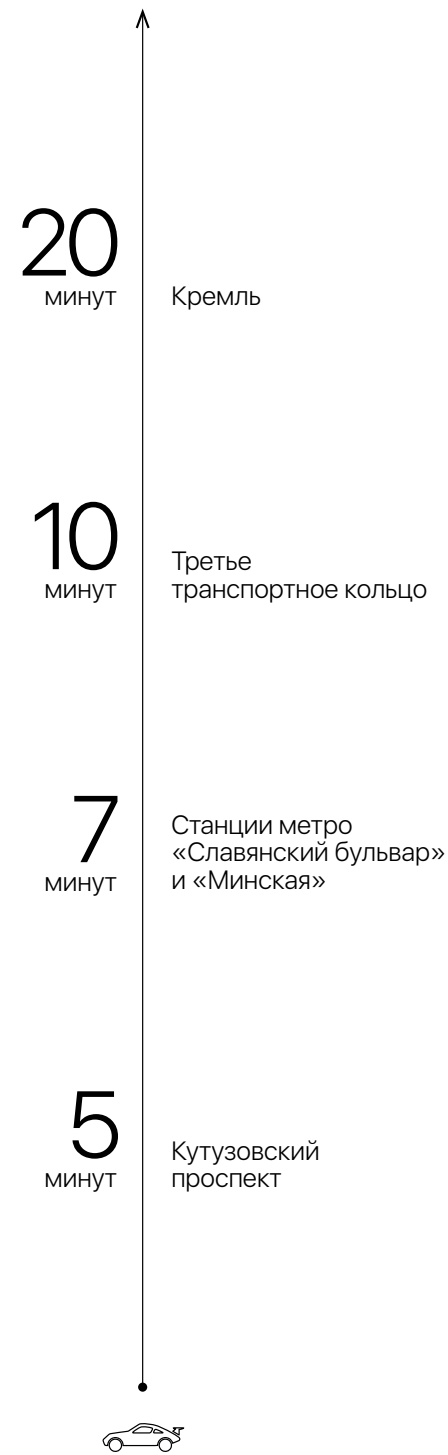 20
минут
Кремль
10
минут
Третье
транспортное кольцо
7
минут
Станции метро
«Славянский бульвар»
и «Минская»
5
минут
Кутузовский
проспект